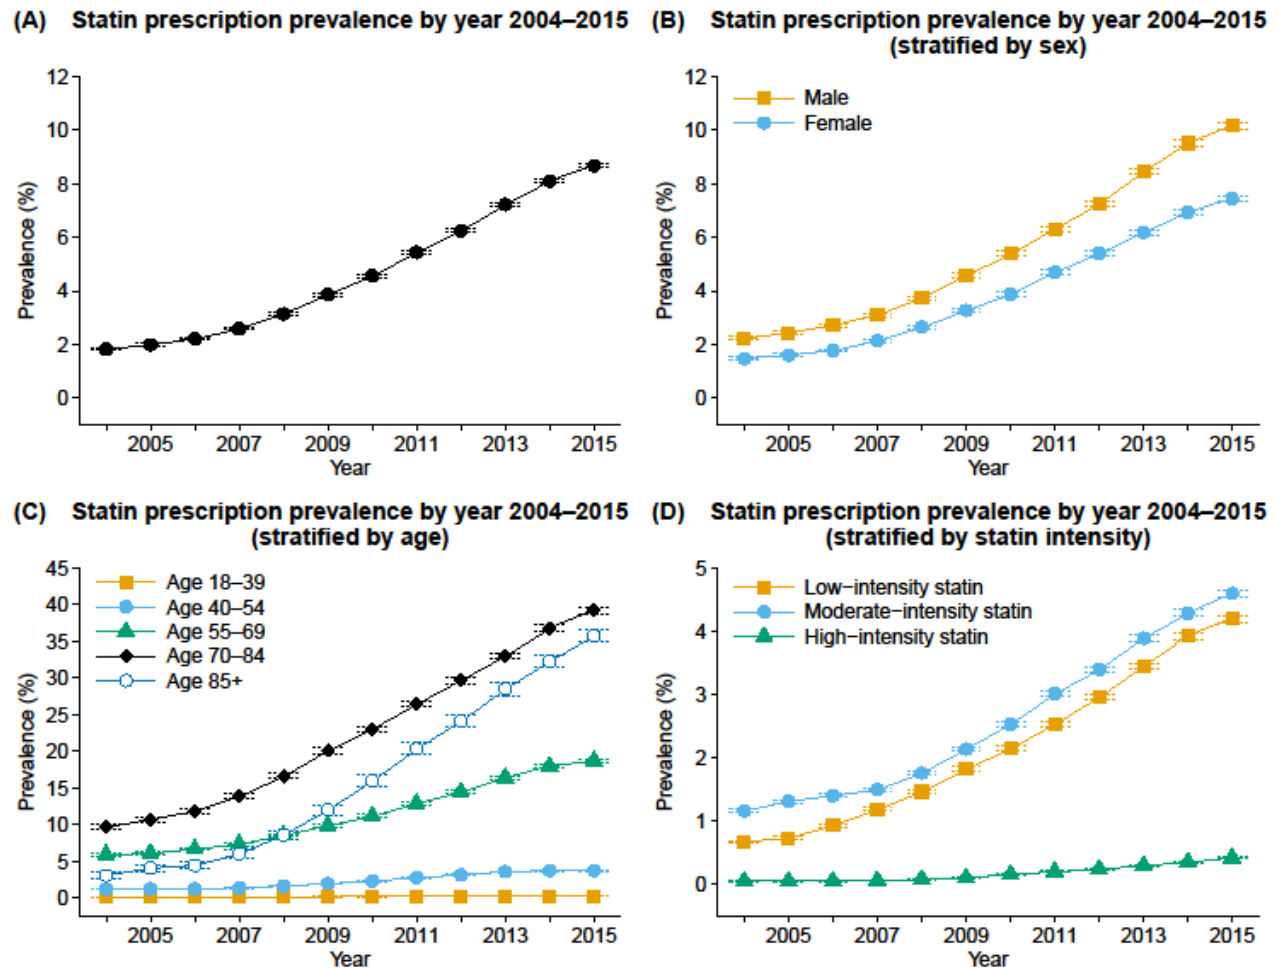 (A) Statin prescription prevalence by year 2004–2015
12
10
8
6
4
2
0
Prevalence (%)
2005 2007 2009 2011 2013 2015
Year
(B) Statin prescription prevalence by year 2004–2015
(stratified by sex)
Male
Female
12
10
8
6
4
2
0
Prevalence (%)
2005 2007 2009 2011 2013 2015
Year
(C) Statin prescription prevalence by year 2004–2015
(stratified by age)
Age 18–39
Age 40–54
Age 55–69
Age 70–84
Age 85+
45
40
35
30
25
20
15
10
5
0
Prevalence (%)
2005 2007 2009 2011 2013 2015
Year
(D) Statin prescription prevalence by year 2004–2015
(stratified by statin intensity)
Low−intensity statin
Moderate−intensity statin
High−intensity statin
5
4
3
2
1
0
Prevalence (%)
2005 2007 2009 2011 2013 2015
Year